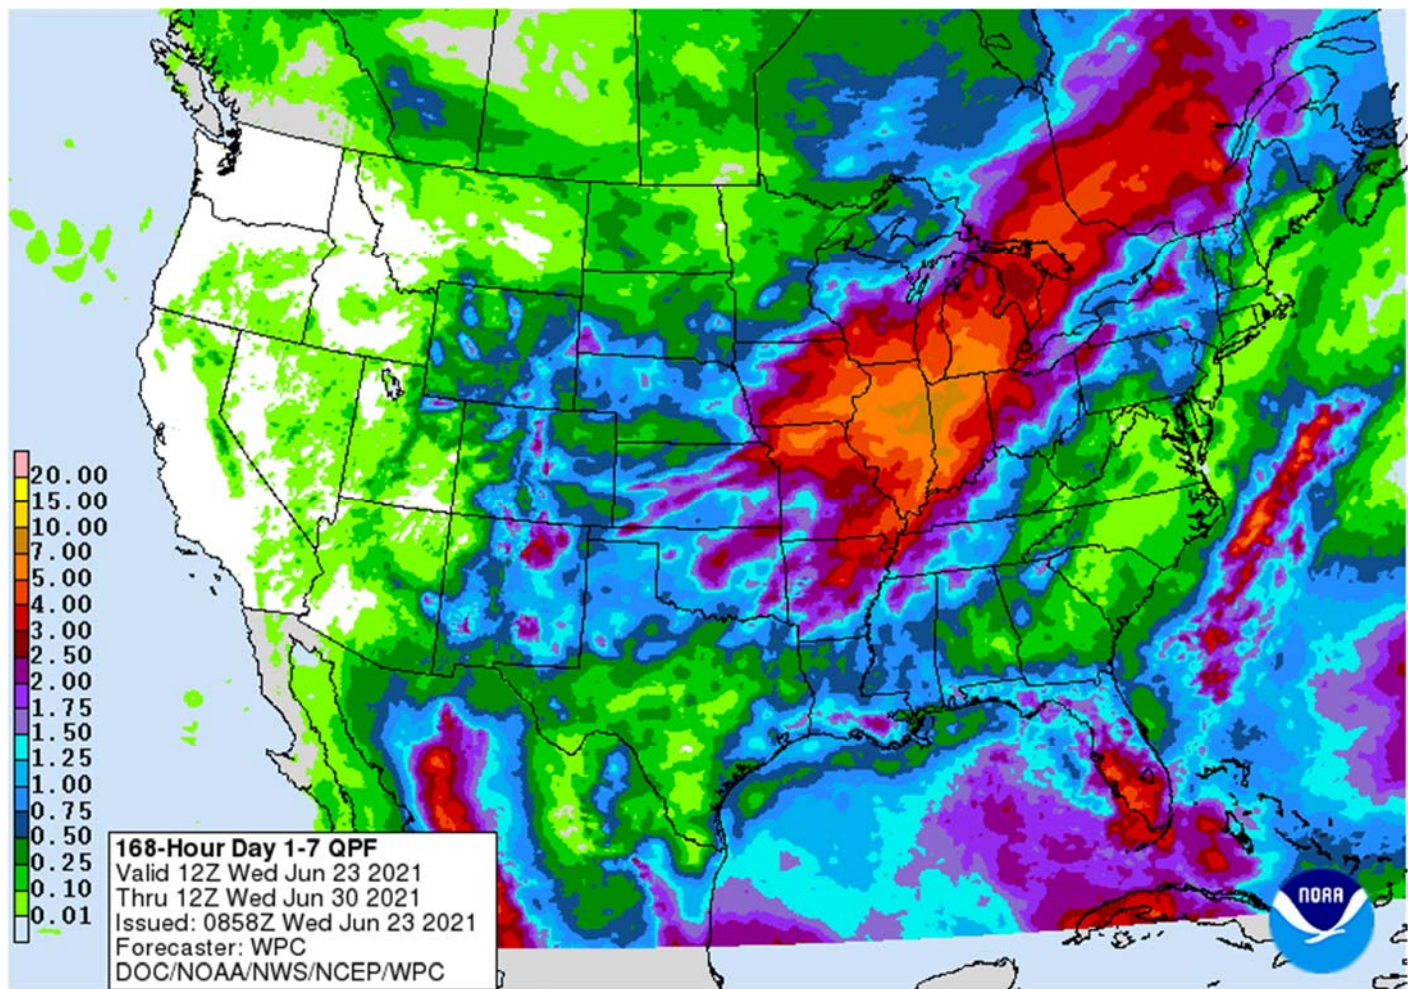 20.00
15.00
10.00
7.00
5.00
4.00
3.00
2.50
2.00
1.75
1.50
1.25
1.00
0.75
0.50
0.25
0.10
0.01
168-Hour Day 1-7 QPF
Valid 12Z Wed Jun 23 2021
Thru 12Z Wed Jun 30 2021
Issued: 0858Z Wed Jun 23 2021
Forecaster: WPC
DOC/NOAA/NWS/NCEP/WPC
NOAA